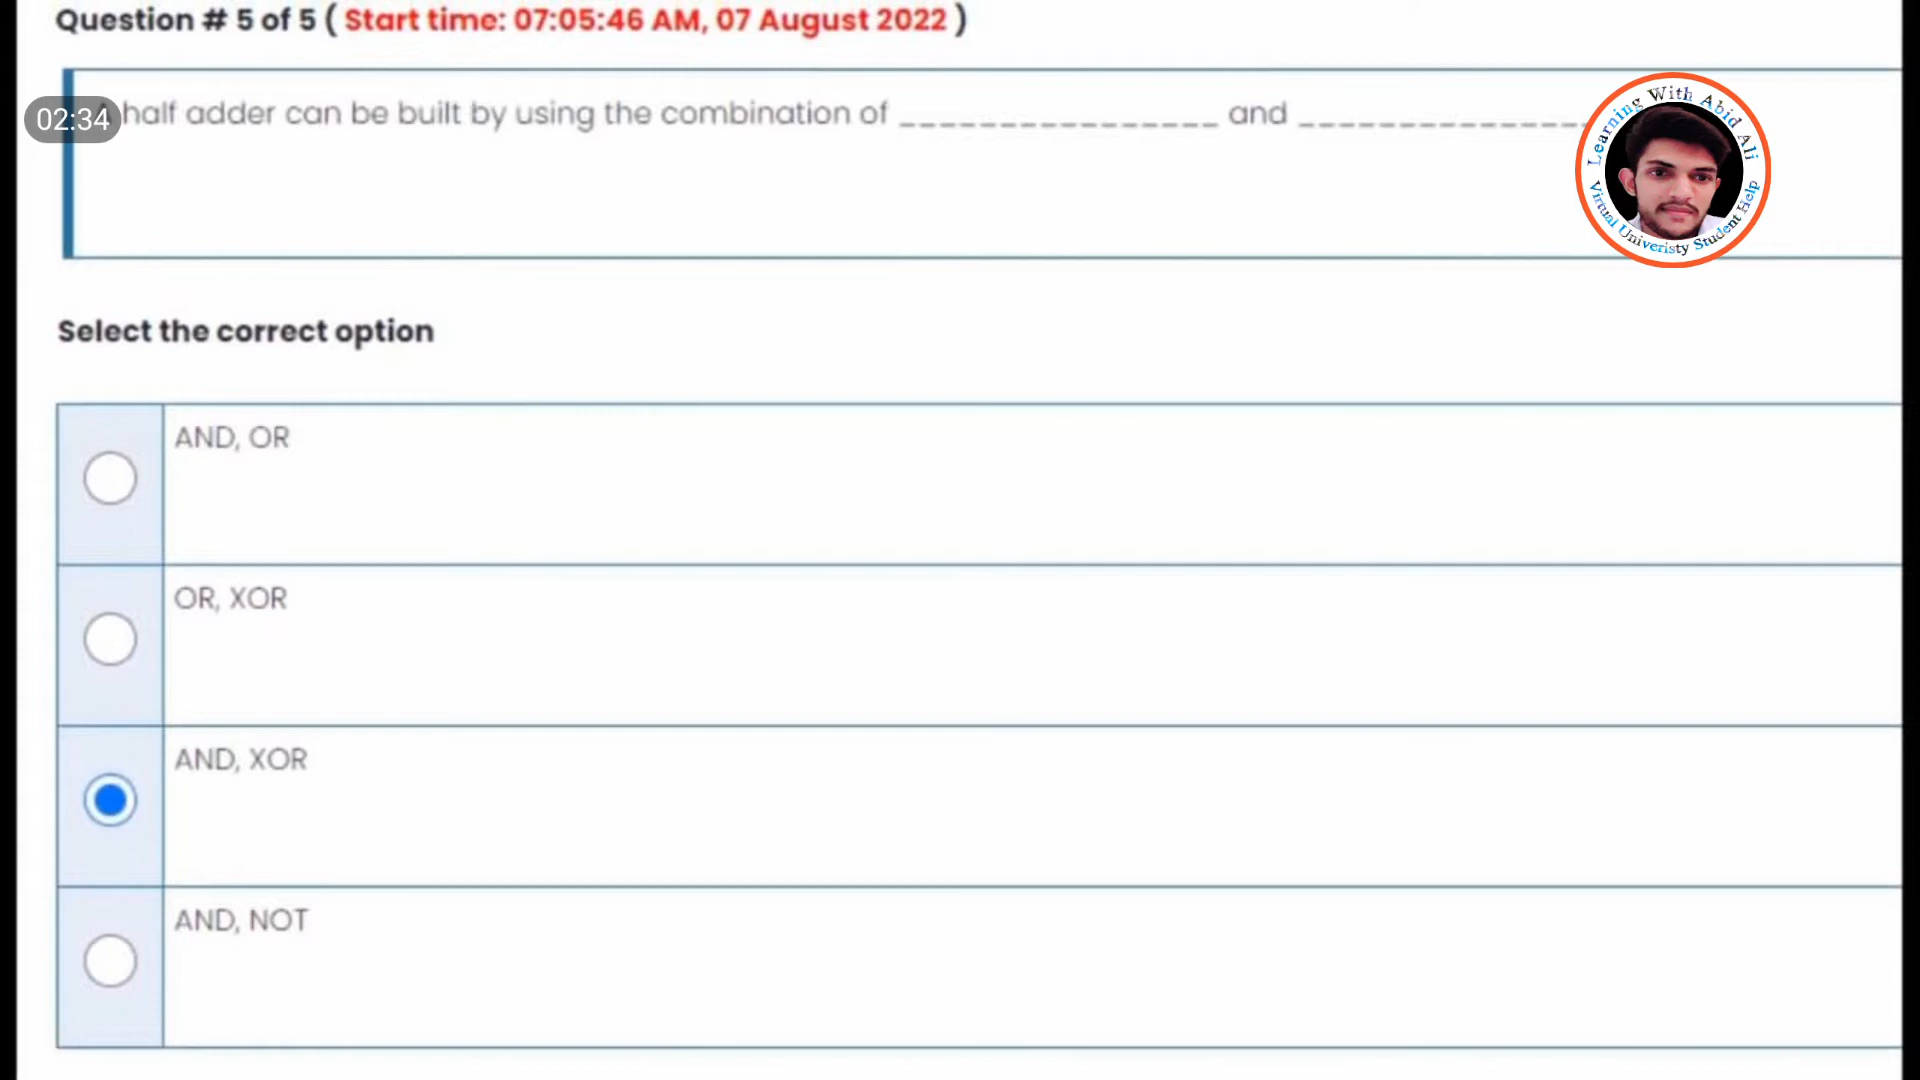 Question # 5 of 5 ( Start time: 07:05:46 AM, 07 August 2022 )
02:34
half adder can be built by using the combination of ________________ and ______________
Learning With Abid Ali
Virtual Univeristy Student Help
Select the correct option
AND, OR
OR, XOR
AND, XOR
AND, NOT